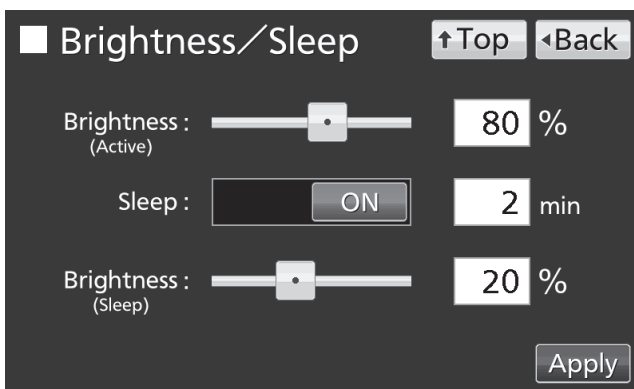 Brightness／Sleep
↑Top
◂Back
Brightness : 80 %
(Active)
Sleep : ON 2 min
Brightness : 20 %
(Sleep)
Apply